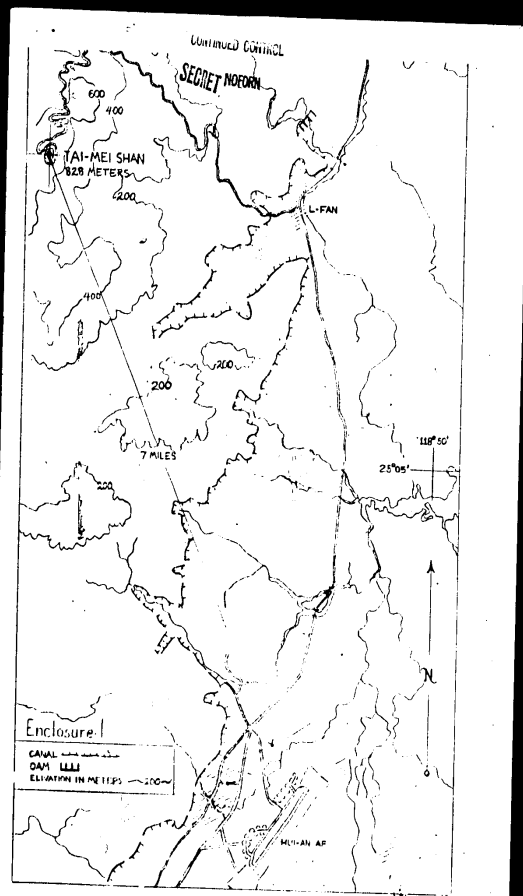 CONTINUED CONTROL
SECRET NOFORN
600
400
TAI-MEI SHAN
828 METERS
200
L-FAN
400
200
200
118° 50'
25° 05'
7 MILES
200
N
Enclosure 1
CANAL
DAM
ELEVATION IN METERS 200
HUI-AN AF